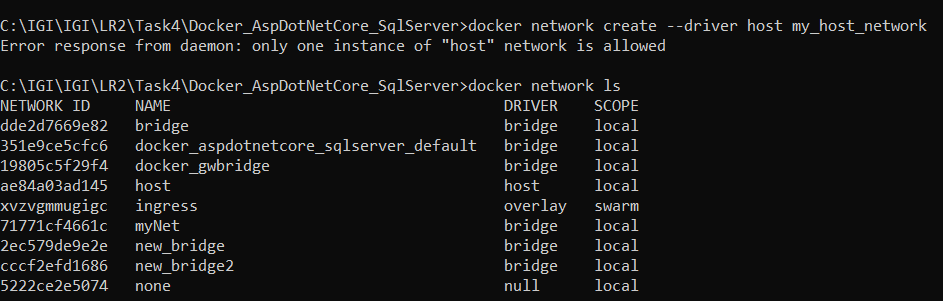 C:\IGI\IGI\LR2\Task4\Docker_AspDotNetCore_SqlServer>docker network create --driver host my_host_network
Error response from daemon: only one instance of "host" network is allowed
C:\IGI\IGI\LR2\Task4\Docker_AspDotNetCore_SqlServer>docker network ls
NETWORK ID     NAME                                  DRIVER    SCOPE
dde2d7669e82   bridge                                bridge    local
351e9ce5cfc6   docker_aspdotnetcore_sqlserver_default   bridge    local
19805c5f29f4   docker_gwbridge                       bridge    local
ae84a03ad145   host                                  host      local
xvzvgmmugigc   ingress                               overlay   swarm
71771cf4661c   myNet                                 bridge    local
2ec579de9e2e   new_bridge                            bridge    local
cccf2efd1686   new_bridge2                           bridge    local
5222ce2e5074   none                                  null      local